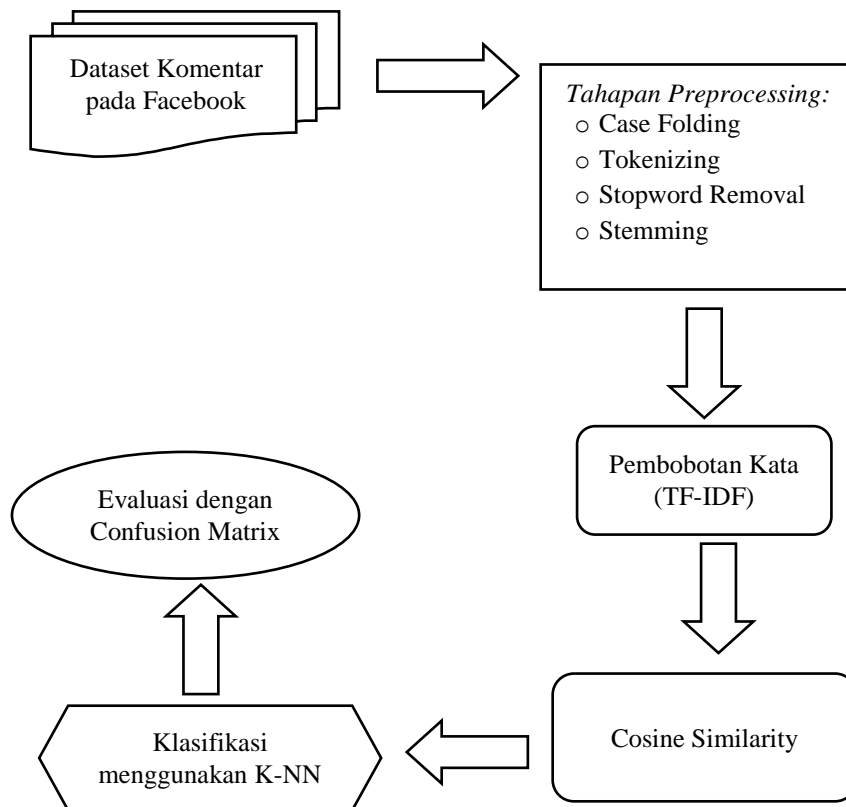 Dataset Komentar
pada Facebook
Tahapan Preprocessing:
o Case Folding
o Tokenizing
o Stopword Removal
o Stemming
Pembobotan Kata
(TF-IDF)
Cosine Similarity
Klasifikasi
menggunakan K-NN
Evaluasi dengan
Confusion Matrix